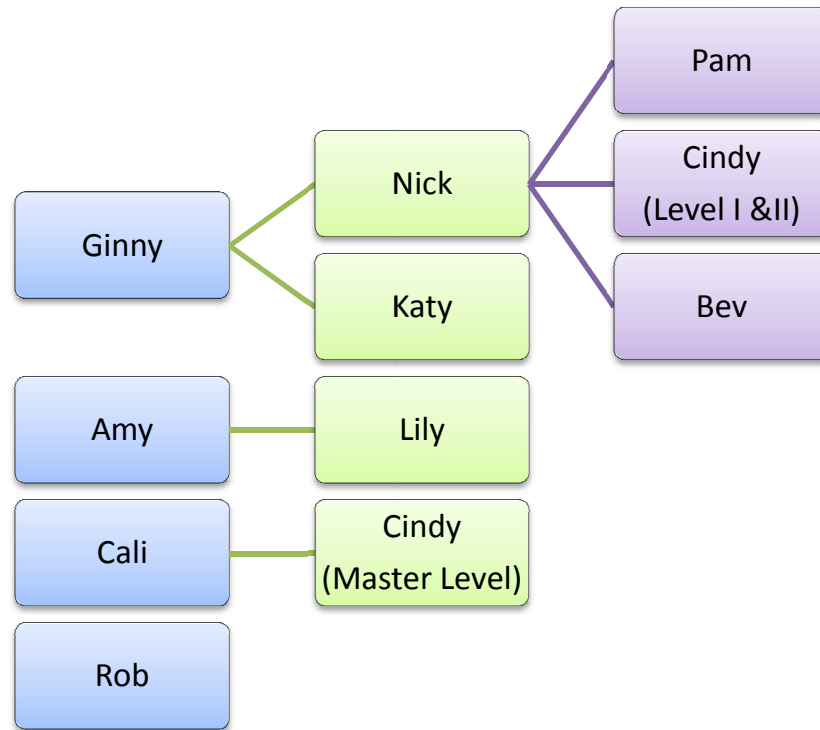 Pam
Nick
Cindy
(Level I &II)
Ginny
Katy
Bev
Amy
Lily
Cali
Cindy
(Master Level)
Rob